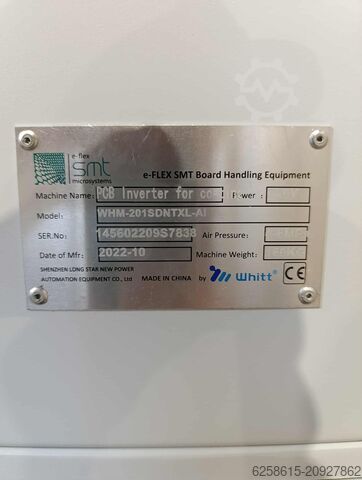 e-flex
smt
microsystems
e-FLEX SMT Board Handling Equipment
Machine Name: PCB Inverter for Power :
Model: WHM-201SDNTXL-AI
SER.No: 145602209S7833 Air Pressure:
Date of Mfr: 2022-10 Machine Weight:
SHENZHEN LONG STAR NEW POWER
AUTOMATION EQUIPMENT CO., Ltd MADE IN CHINA by Whitt® CE
6258615-20927862